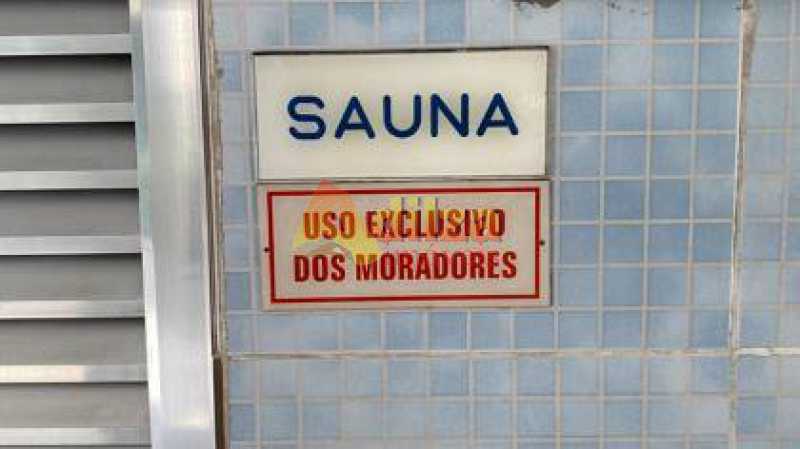 SAUNA
USO EXCLUSIVO
DOS MORADORES